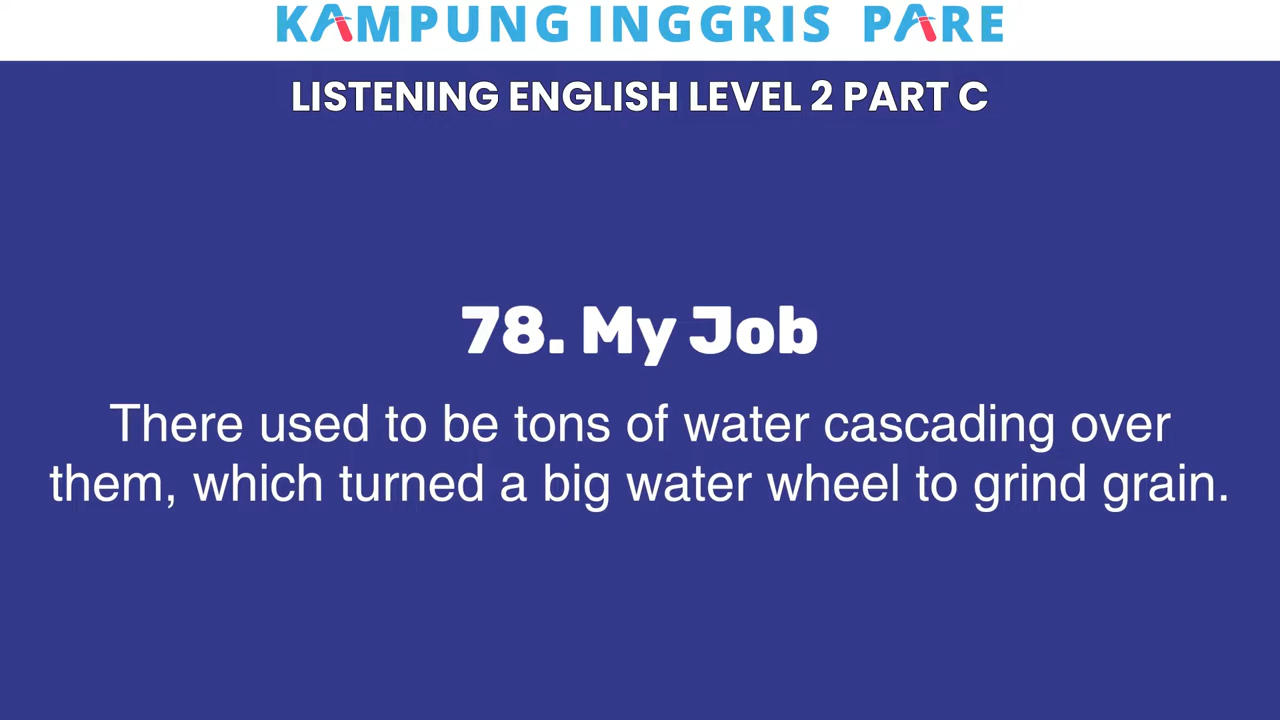 KAMPUNG INGGRIS PARE
LISTENING ENGLISH LEVEL 2 PART C
78. My Job
There used to be tons of water cascading over
them, which turned a big water wheel to grind grain.